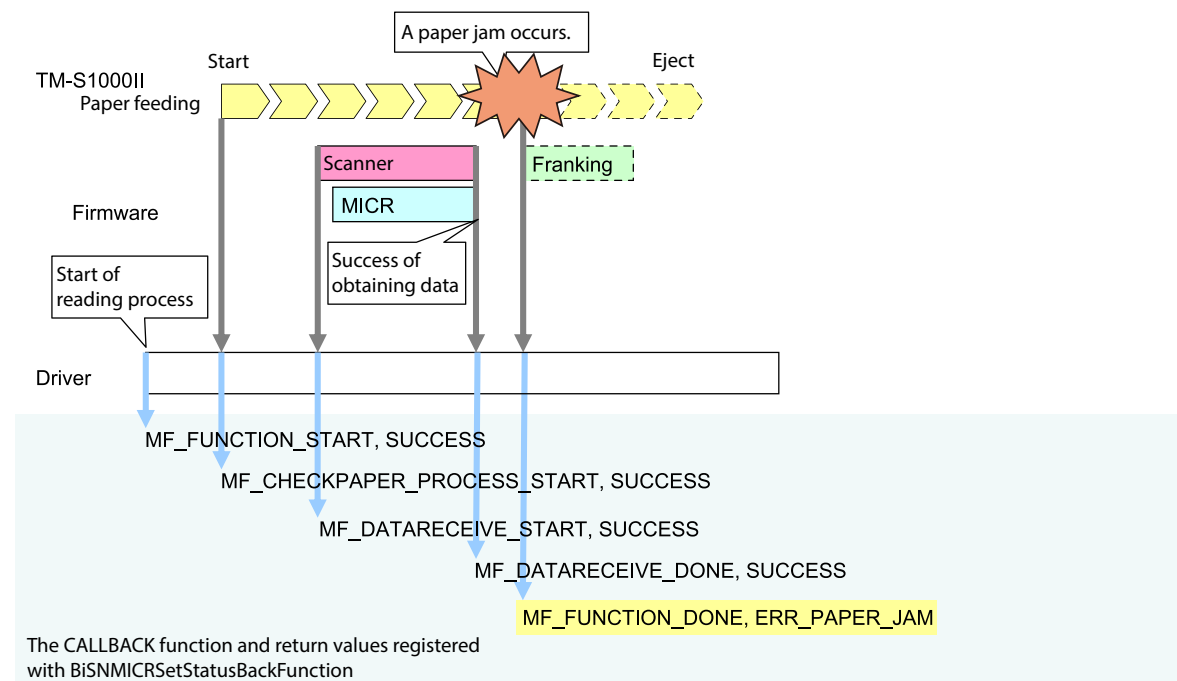 A paper jam occurs.
Start
Eject
TM-S1000II
Paper feeding
Scanner
Franking
MICR
Firmware
Success of
obtaining data
Start of
reading process
Driver
MF_FUNCTION_START, SUCCESS
MF_CHECKPAPER_PROCESS_START, SUCCESS
MF_DATARECEIVE_START, SUCCESS
MF_DATARECEIVE_DONE, SUCCESS
MF_FUNCTION_DONE, ERR_PAPER_JAM
The CALLBACK function and return values registered
with BiSNMICRSetStatusBackFunction